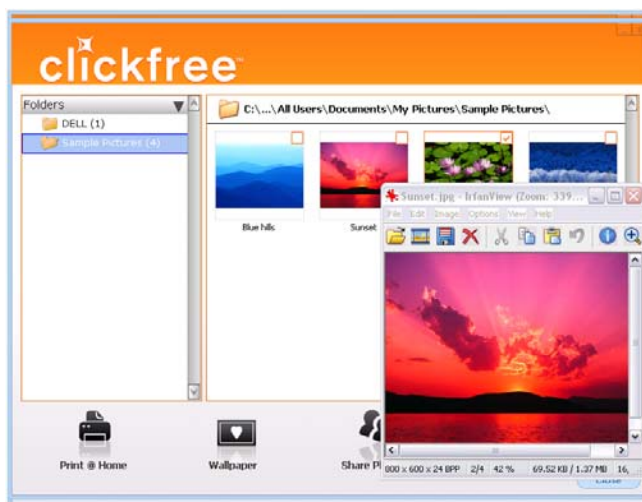 clickfree
Folders
C:\...\All Users\Documents\My Pictures\Sample Pictures\
DELL (1)
Sample Pictures (4)
Blue hills
Sunset
Sunset.jpg - IrfanView (Zoom: 339...
File Edit Image Options View Help
800 x 600 x 24 BPP 2/4 42 % 69.52 KB / 1.37 MB 16,
Print @ Home
Wallpaper
Share
Close